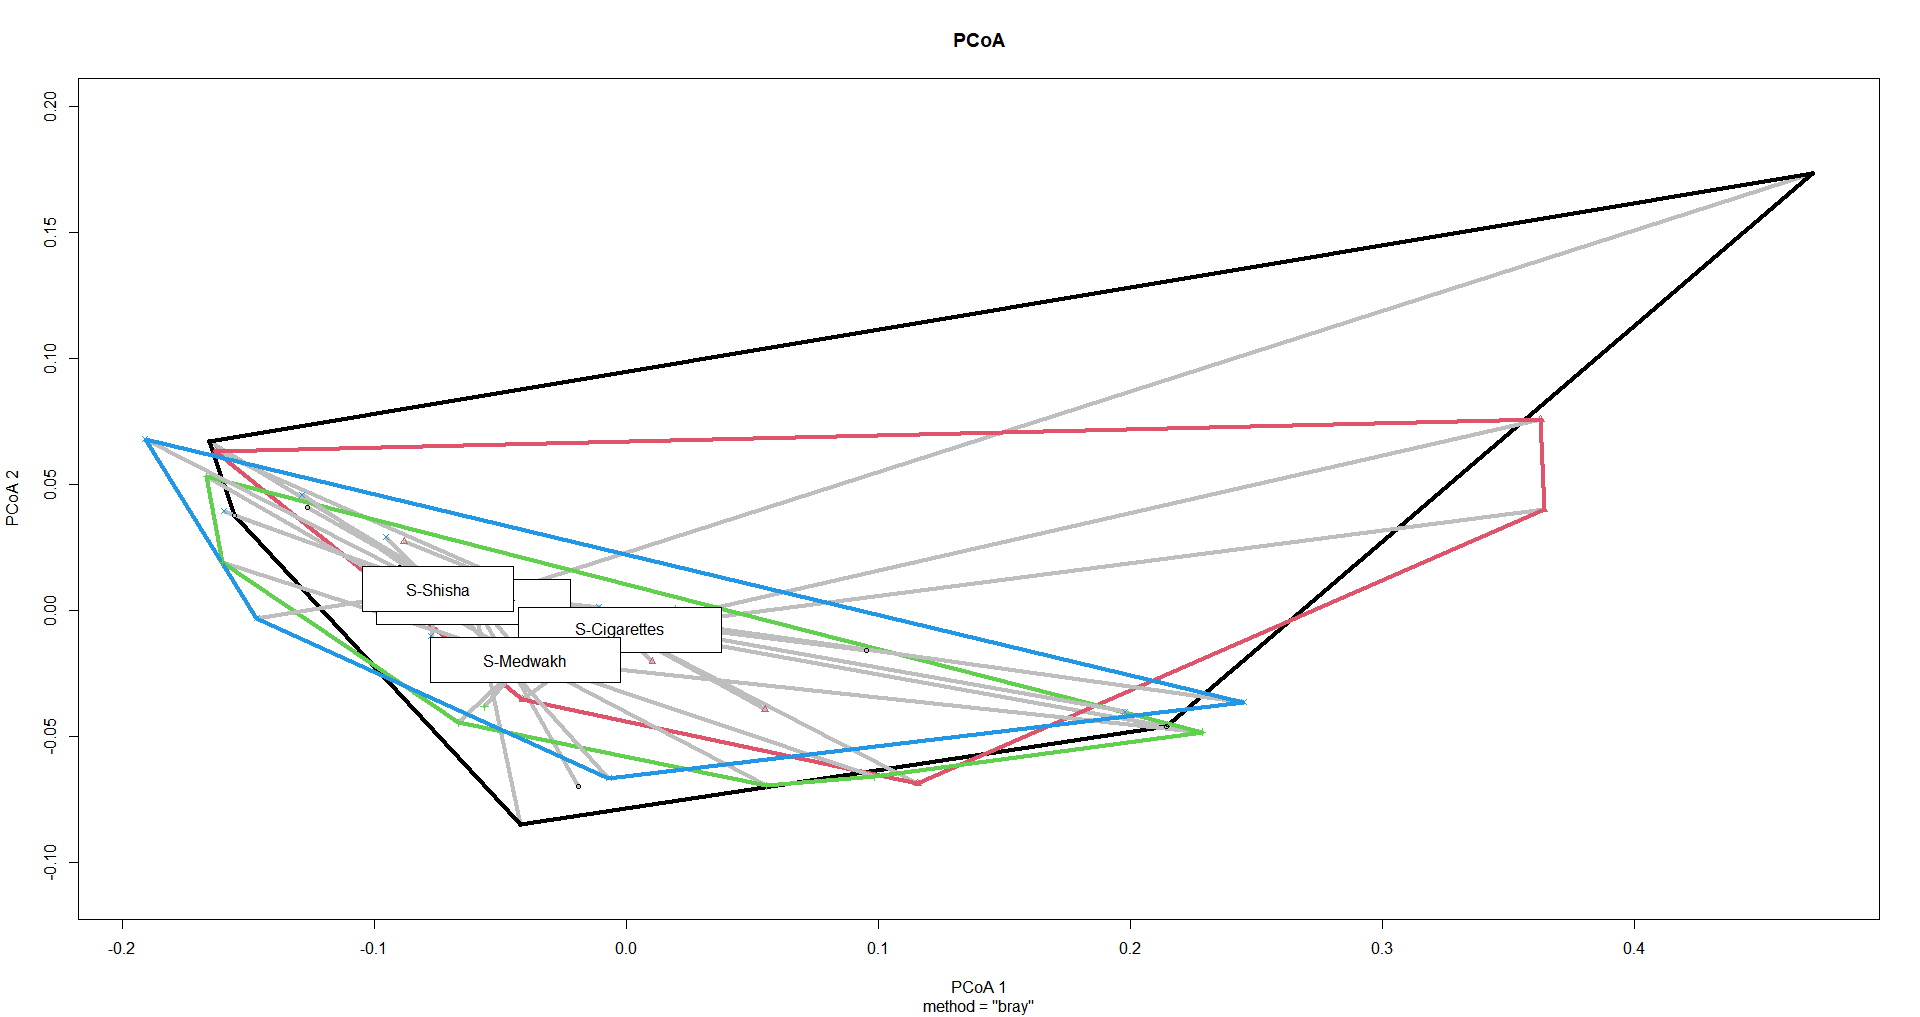 PCoA
0.20
0.15
0.10
0.05
0.00
-0.05
-0.10
PCoA 2
S-Shisha
S-Cigarettes
S-Medwakh
-0.2
-0.1
0.0
0.1
0.2
0.3
0.4
PCoA 1
method = "bray"